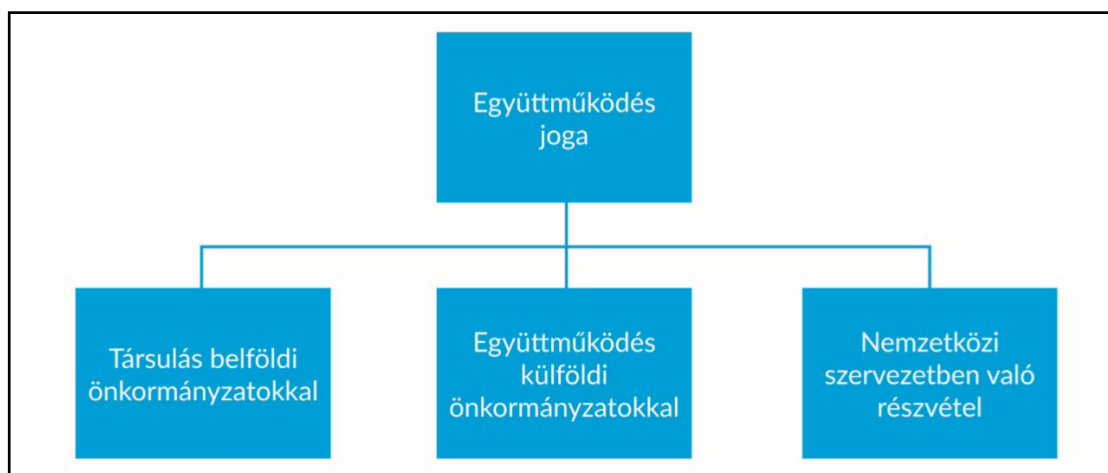 Együttműködés
joga
Társulás belföldi
önkormányzatokkal
Együttműködés
külföldi
önkormányzatokkal
Nemzetközi
szervezetben való
részvétel